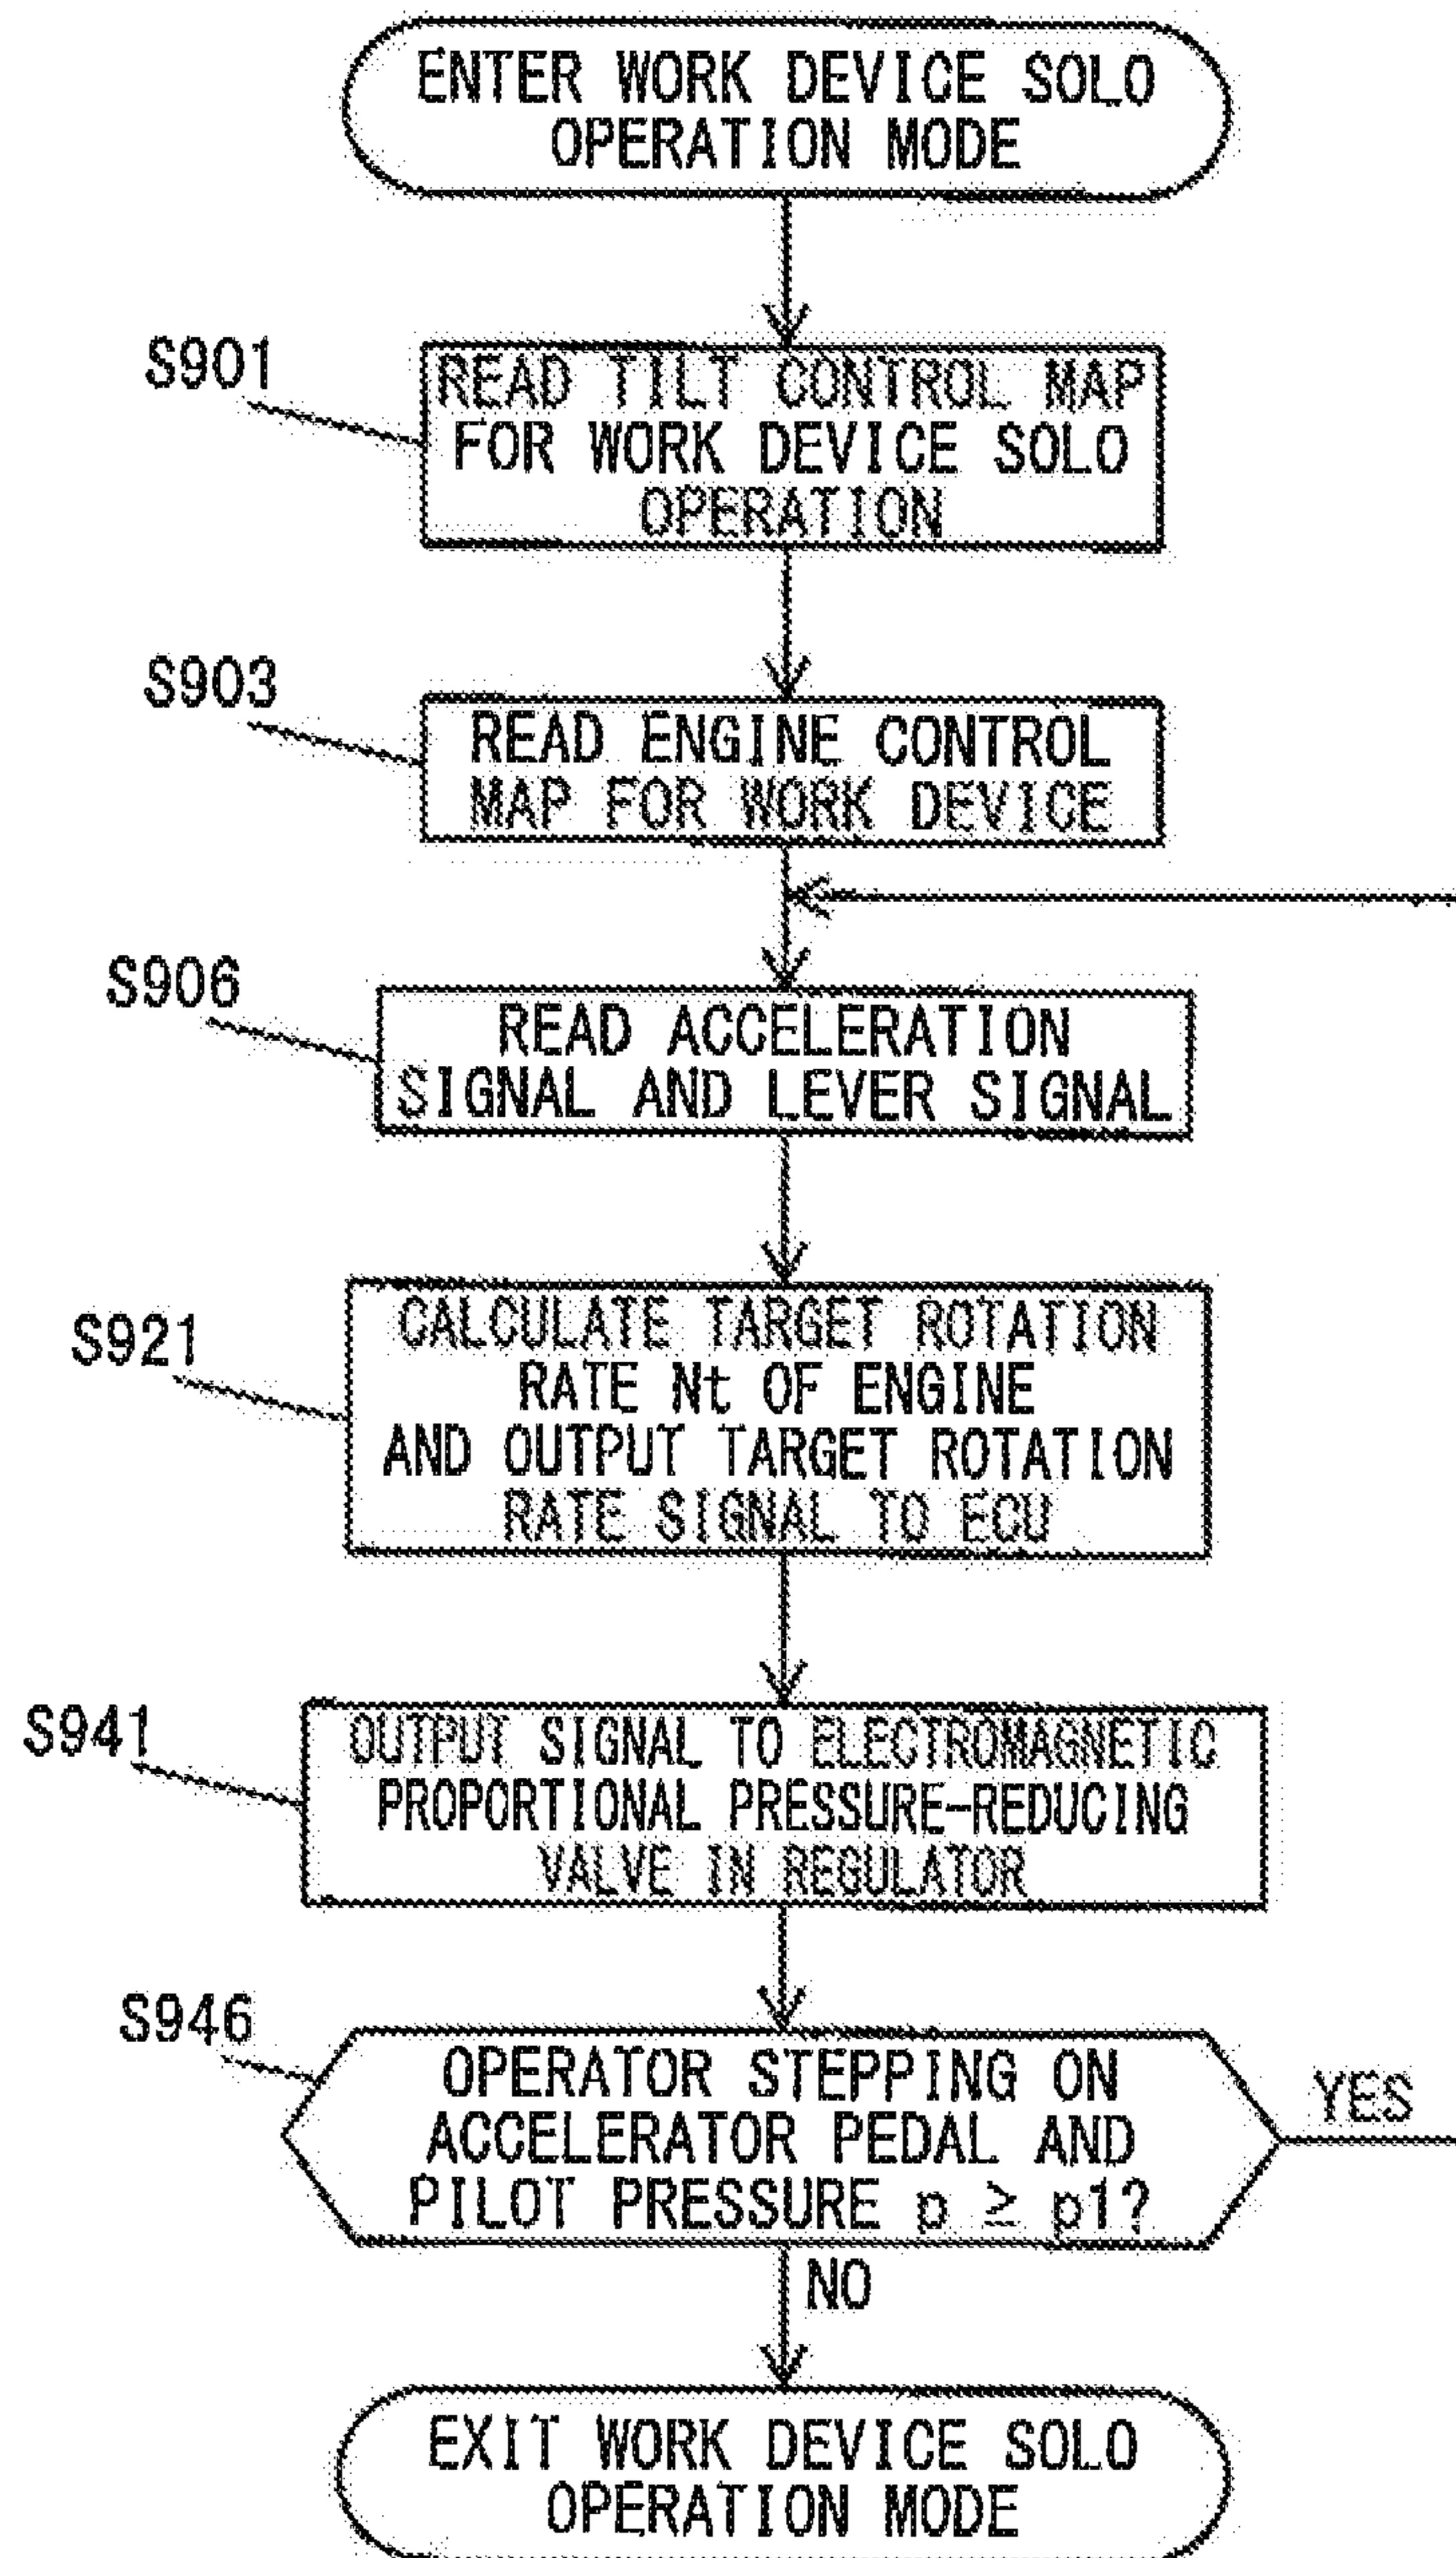 ENTER WORK DEVICE SOLO
OPERATION MODE
S901
READ TILT CONTROL MAP
FOR WORK DEVICE SOLO
OPERATION
S903
READ ENGINE CONTROL
MAP FOR WORK DEVICE
S906
READ ACCELERATION
SIGNAL AND LEVER SIGNAL
S921
CALCULATE TARGET ROTATION
RATE Nt OF ENGINE
AND OUTPUT TARGET ROTATION
RATE SIGNAL TO ECU
S941
OUTPUT SIGNAL TO ELECTROMAGNETIC
PROPORTIONAL PRESSURE-REDUCING
VALVE IN REGULATOR
S946
OPERATOR STEPPING ON
ACCELERATOR PEDAL AND
PILOT PRESSURE p ≥ p1?
YES
NO
EXIT WORK DEVICE SOLO
OPERATION MODE